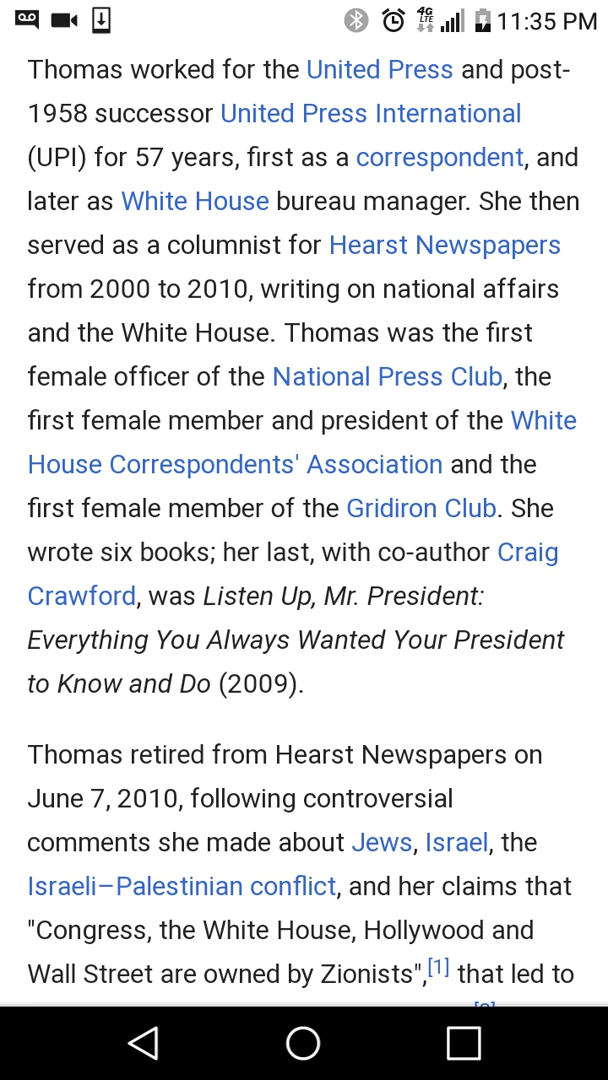 4G
LTE
11:35 PM
Thomas worked for the United Press and post-
1958 successor United Press International
(UPI) for 57 years, first as a correspondent, and
later as White House bureau manager. She then
served as a columnist for Hearst Newspapers
from 2000 to 2010, writing on national affairs
and the White House. Thomas was the first
female officer of the National Press Club, the
first female member and president of the White
House Correspondents' Association and the
first female member of the Gridiron Club. She
wrote six books; her last, with co-author Craig
Crawford, was Listen Up, Mr. President:
Everything You Always Wanted Your President
to Know and Do (2009).
Thomas retired from Hearst Newspapers on
June 7, 2010, following controversial
comments she made about Jews, Israel, the
Israeli–Palestinian conflict, and her claims that
"Congress, the White House, Hollywood and
Wall Street are owned by Zionists",[1] that led to